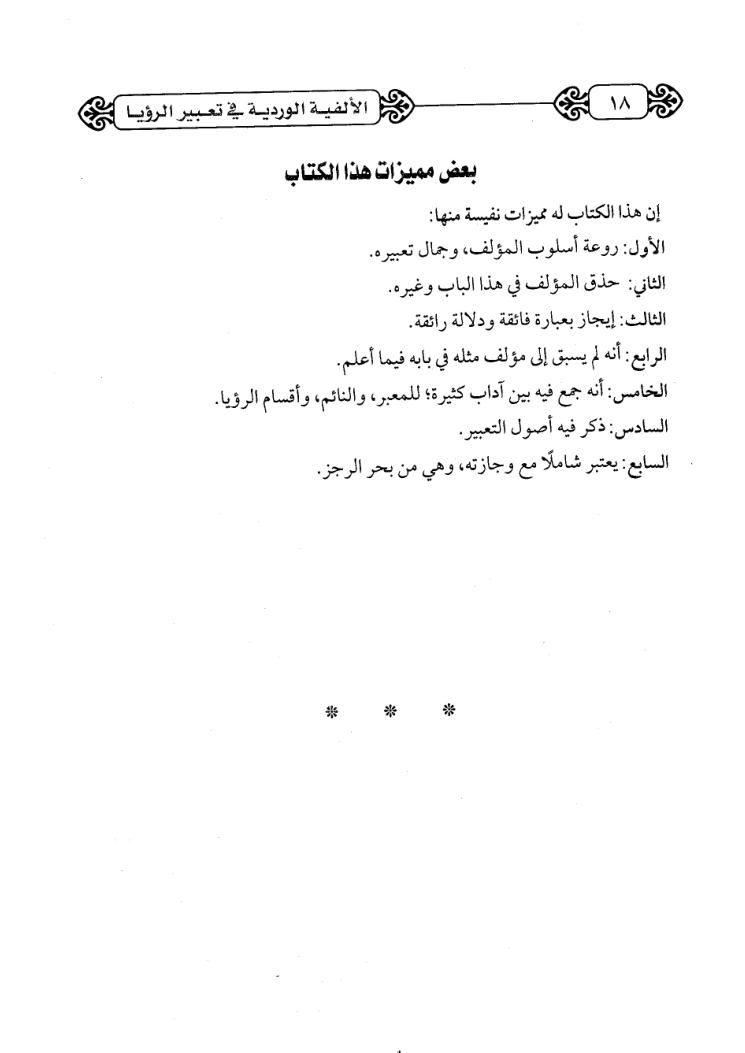 ١٨
الألفية الوردية في تعبير الرؤيا
بعض مميزات هذا الكتاب
إن هذا الكتاب له مميزات نفيسة منها:
الأول: روعة أسلوب المؤلف، وجمال تعبيره.
الثاني: حذق المؤلف في هذا الباب وغيره.
الثالث: إيجاز بعبارة فائقة ودلالة رائقة.
الرابع: أنه لم يسبق إلى مؤلف مثله في بابه فيما أعلم.
الخامس: أنه جمع فيه بين آداب كثيرة؛ للمعبر، والنائم، وأقسام الرؤيا.
السادس: ذكر فيه أصول التعبير.
السابع: يعتبر شاملًا مع وجازته، وهي من بحر الرجز.